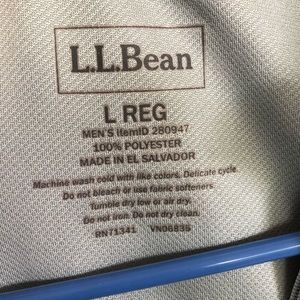 L.L.Bean
L REG
MEN'S ItemID 280947
100% POLYESTER
MADE IN EL SALVADOR
Machine wash cold with like colors. Delicate cycle.
Do not bleach or use fabric softeners.
Tumble dry low or air dry.
Do not iron. Do not dry clean.
RN71341 VN06835